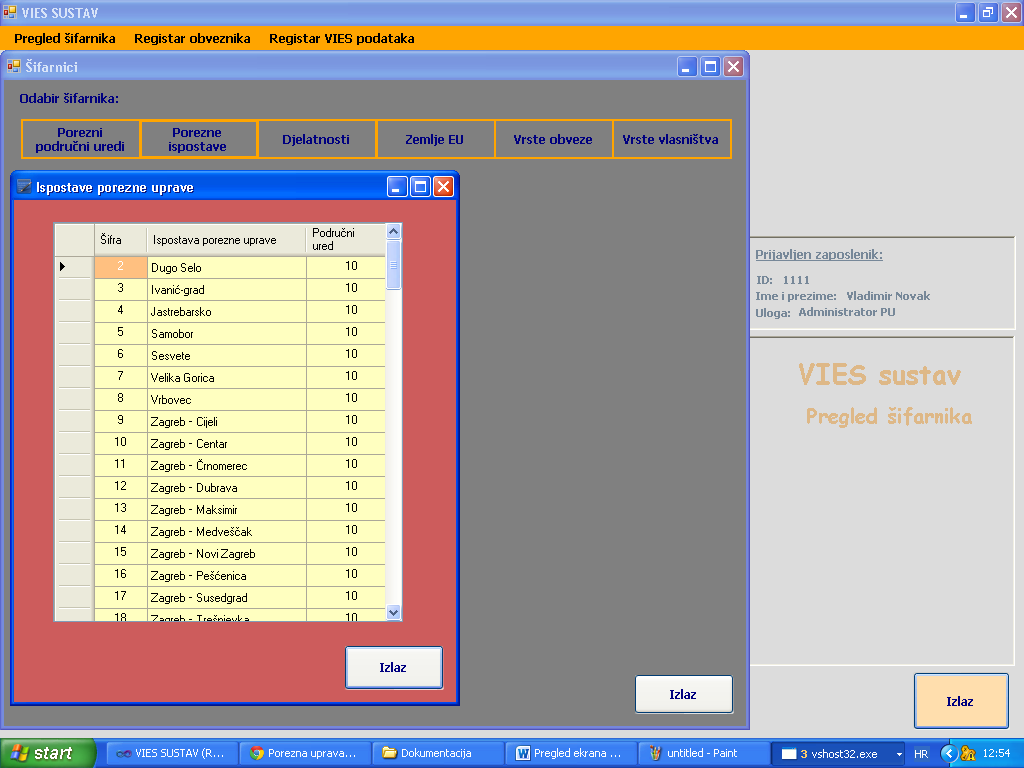 VIES SUSTAV
Pregled šifarnika Registar obveznika Registar VIES podataka
Šifarnici
Odabir šifarnika:
Porezni područni uredi
Porezne ispostave
Djelatnosti
Zemlje EU
Vrste obveze
Vrste vlasništva
Ispostave porezne uprave
Šifra Ispostava porezne uprave Područni ured
2 Dugo Selo 10
3 Ivanić-grad 10
4 Jastrebarsko 10
5 Samobor 10
6 Sesvete 10
7 Velika Gorica 10
8 Vrbovec 10
9 Zagreb - Cijeli 10
10 Zagreb - Centar 10
11 Zagreb - Črnomerec 10
12 Zagreb - Dubrava 10
13 Zagreb - Maksimir 10
14 Zagreb - Medveščak 10
15 Zagreb - Novi Zagreb 10
16 Zagreb - Pešćenica 10
17 Zagreb - Susedgrad 10
18 Zagreb - Trešnjevka 10
Izlaz
Izlaz
Prijavljen zaposlenik:
ID: 1111
Ime i prezime: Vladimir Novak
Uloga: Administrator PU
VIES sustav
Pregled šifarnika
Izlaz
start VIES SUSTAV (R... Porezna uprava... Dokumentacija Pregled ekrana ... untitled - Paint 3 vshost32.exe HR 12:54